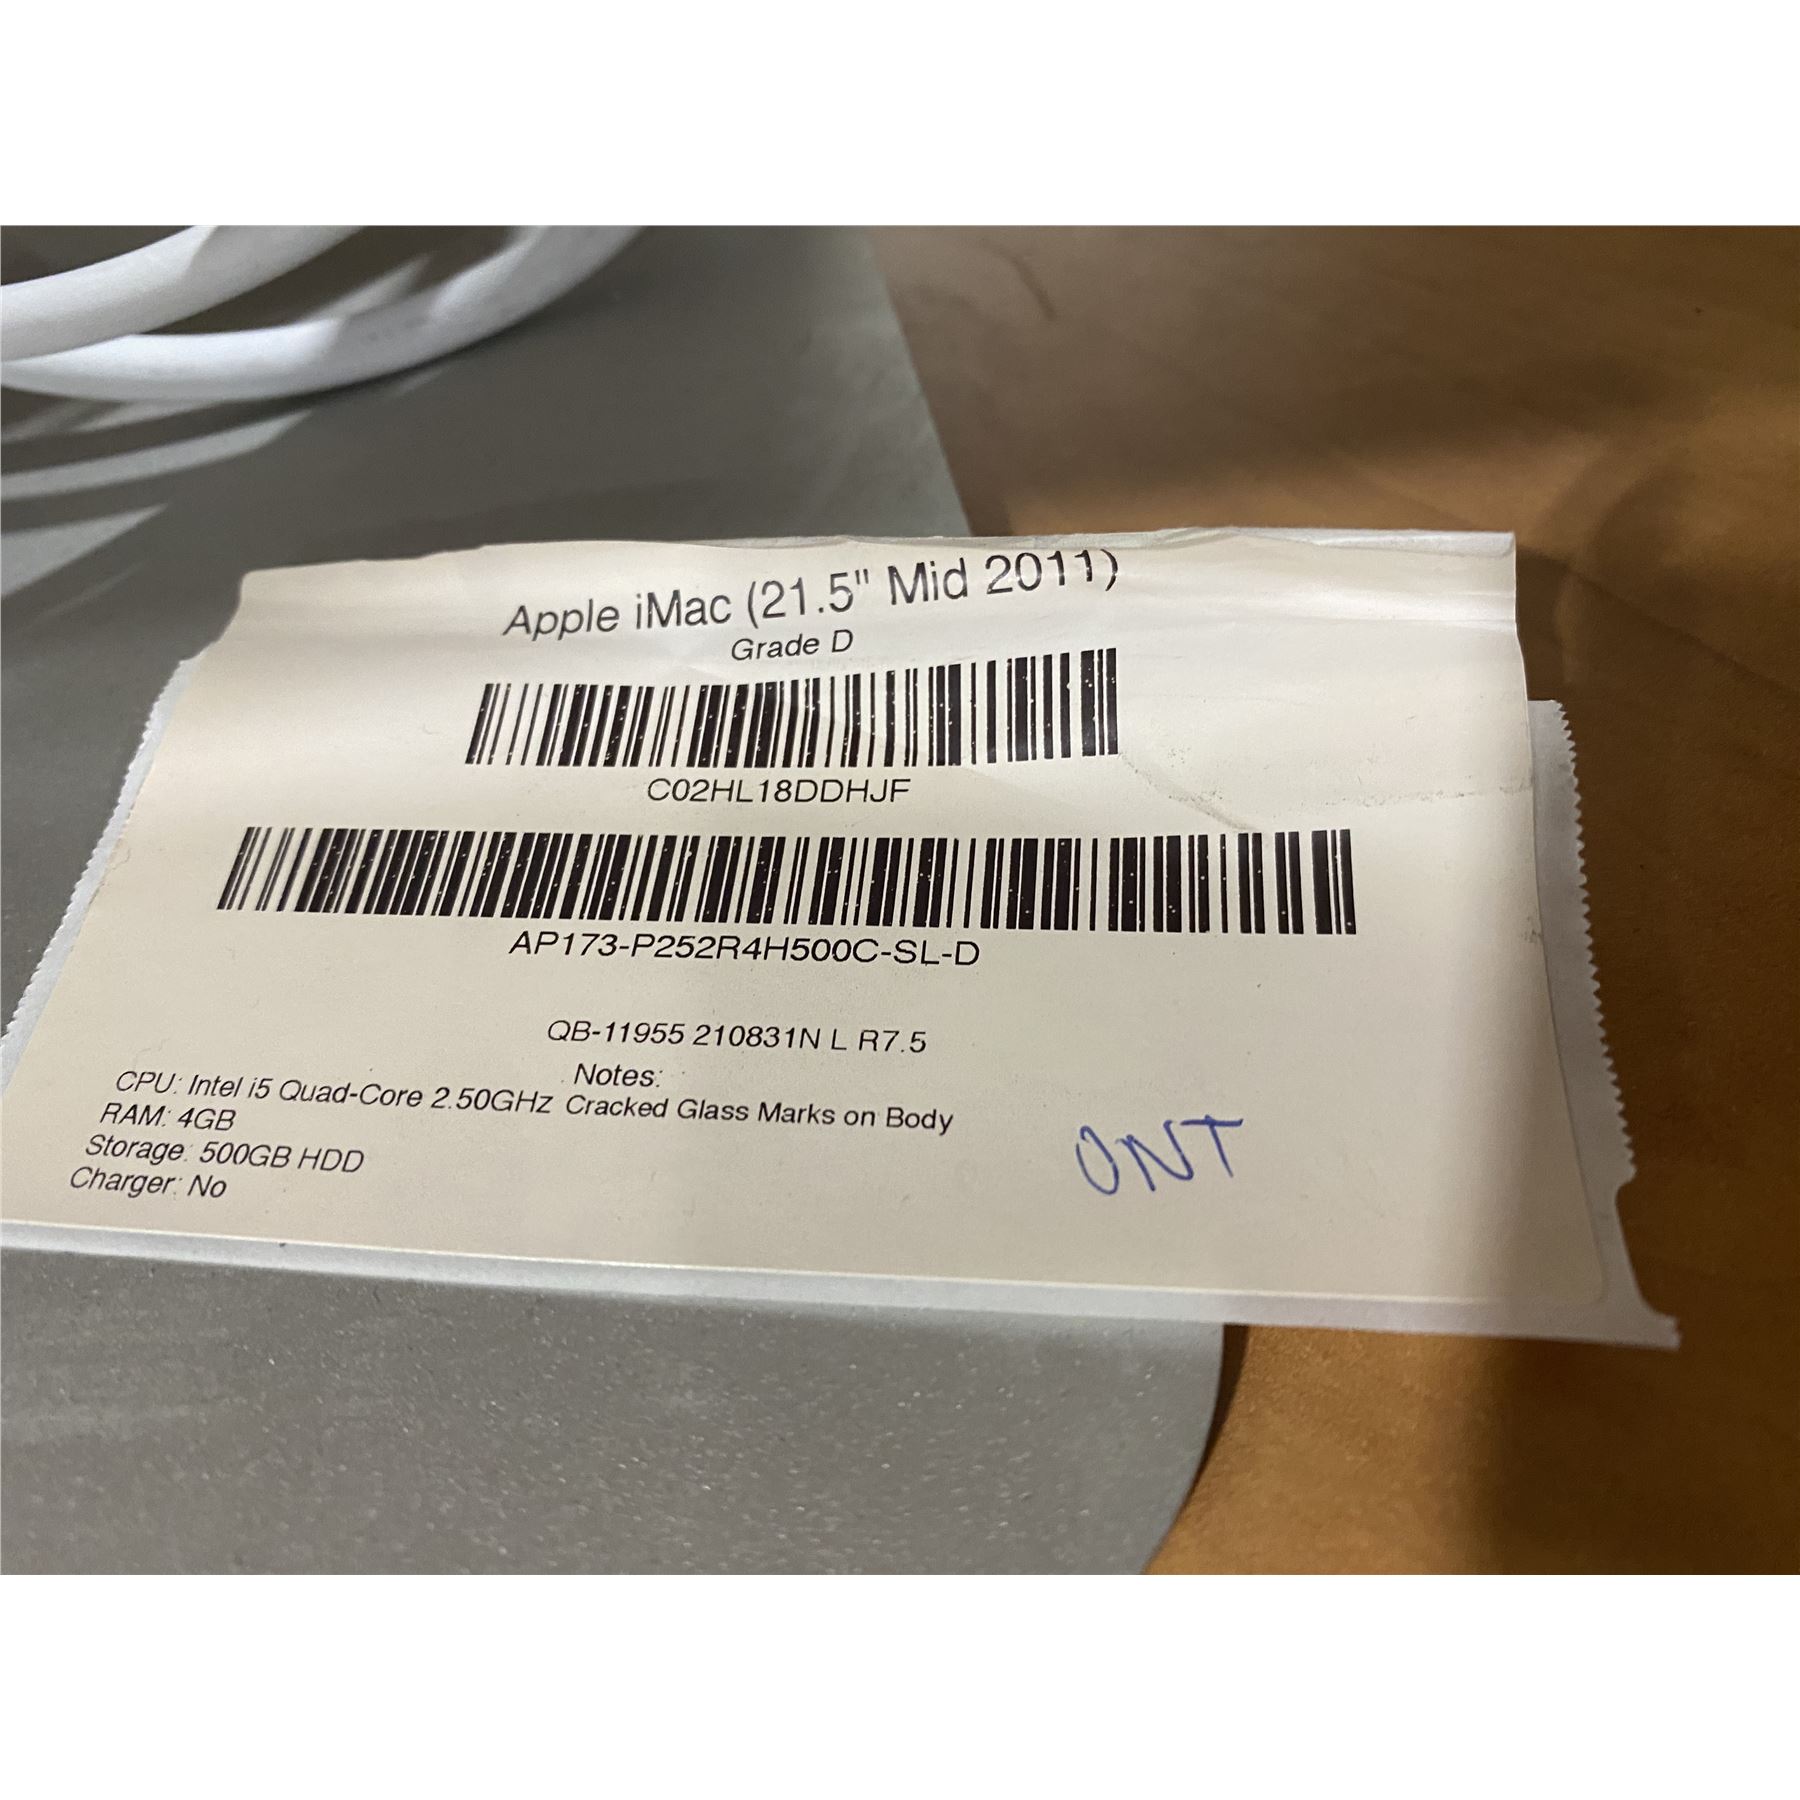 Apple iMac (21.5" Mid 2011)
Grade D
C02HL18DDHJF
AP173-P252R4H500C-SL-D
QB-11955 210831N L R7.5
Notes:
CPU: Intel i5 Quad-Core 2.50GHz Cracked Glass Marks on Body
RAM: 4GB
Storage: 500GB HDD
Charger: No
ONT